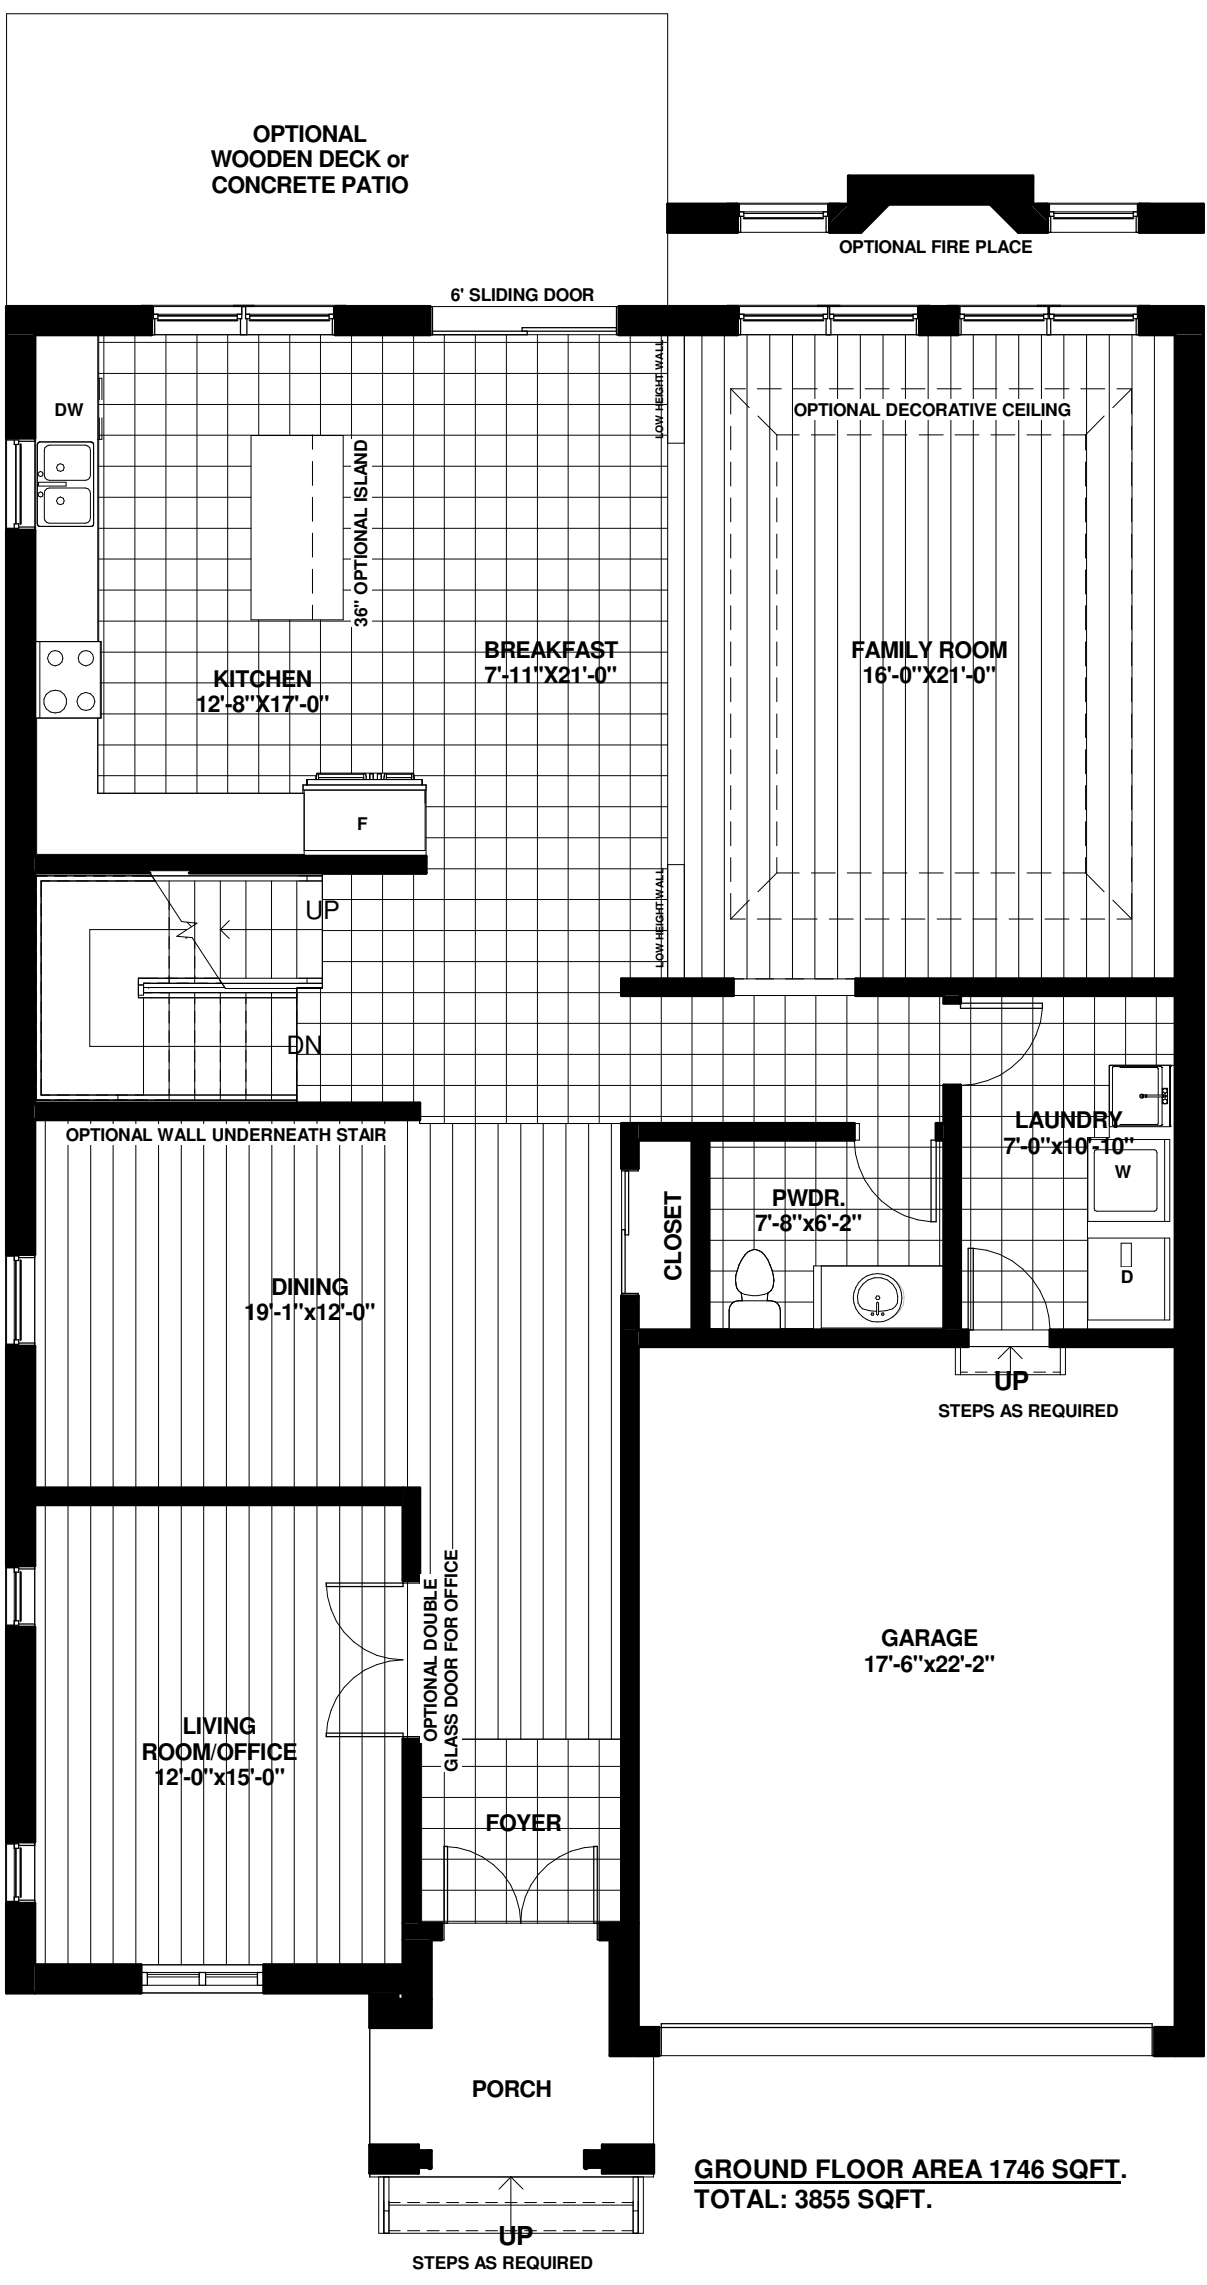 OPTIONAL
WOODEN DECK or
CONCRETE PATIO
OPTIONAL FIRE PLACE
6' SLIDING DOOR
LOW HEIGHT WALL
DW
OPTIONAL DECORATIVE CEILING
36" OPTIONAL ISLAND
KITCHEN
12'-8"X17'-0"
BREAKFAST
7'-11"X21'-0"
FAMILY ROOM
16'-0"X21'-0"
F
LOW HEIGHT WALL
UP
DN
OPTIONAL WALL UNDERNEATH STAIR
LAUNDRY
7'-0"x10'-10"
W
D
CLOSET
PWDR.
7'-8"x6'-2"
DINING
19'-1"x12'-0"
UP
STEPS AS REQUIRED
OPTIONAL DOUBLE
GLASS DOOR FOR OFFICE
GARAGE
17'-6"x22'-2"
LIVING
ROOM/OFFICE
12'-0"x15'-0"
FOYER
PORCH
GROUND FLOOR AREA 1746 SQFT.
TOTAL: 3855 SQFT.
UP
STEPS AS REQUIRED